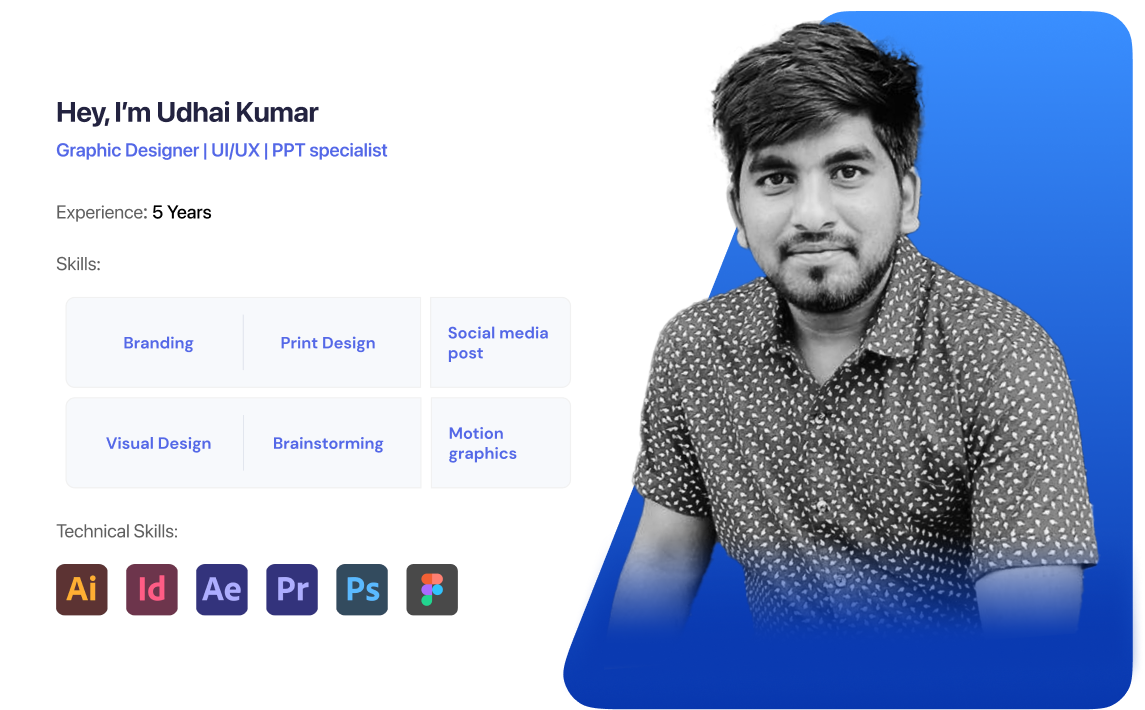 Hey, I’m Udhai Kumar
Graphic Designer | UI/UX | PPT specialist
Experience: 5 Years
Skills:
Branding
Print Design
Social media
post
Visual Design
Brainstorming
Motion
graphics
Technical Skills:
Ai
Id
Ae
Pr
Ps